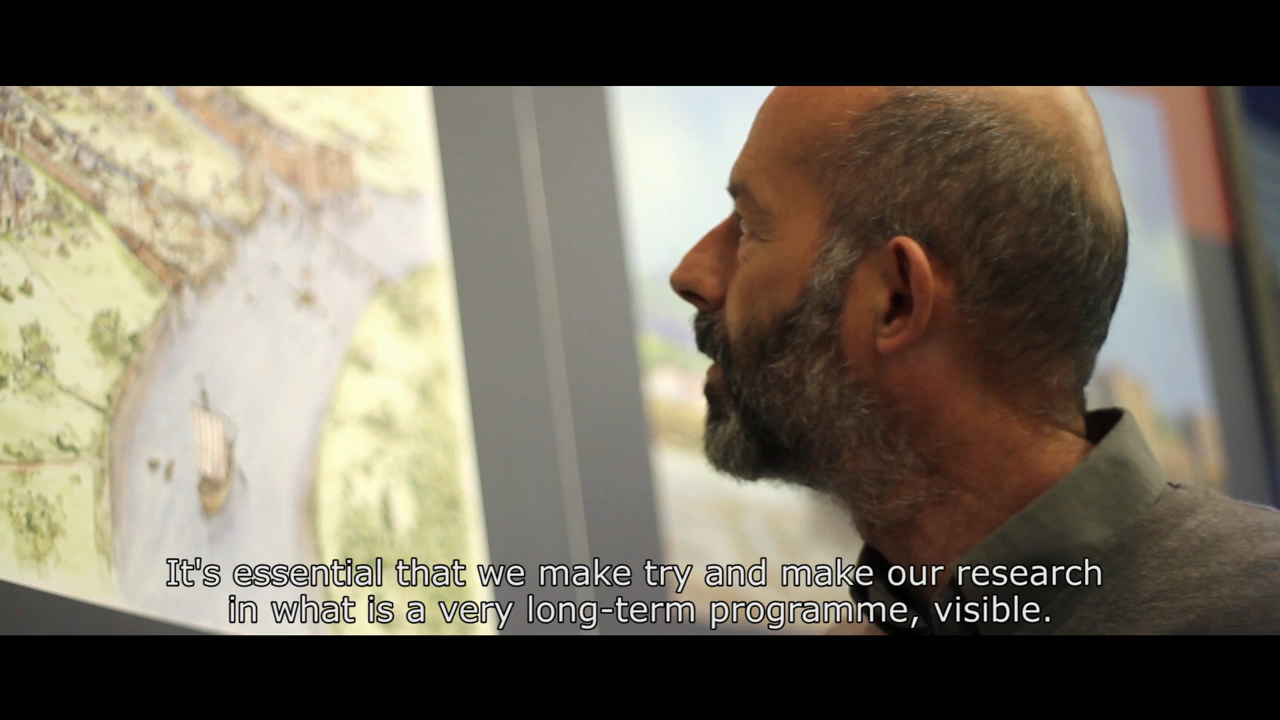 It's essential that we make try and make our research
in what is a very long-term programme, visible.